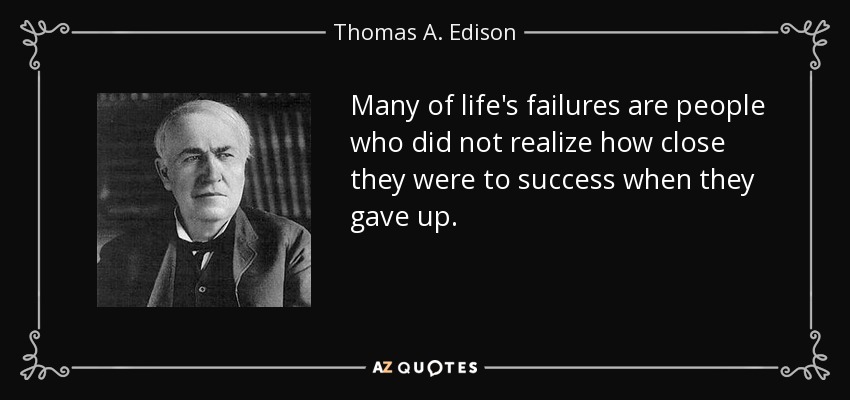 Thomas A. Edison
Many of life's failures are people
who did not realize how close
they were to success when they
gave up.
AZ QUOTES